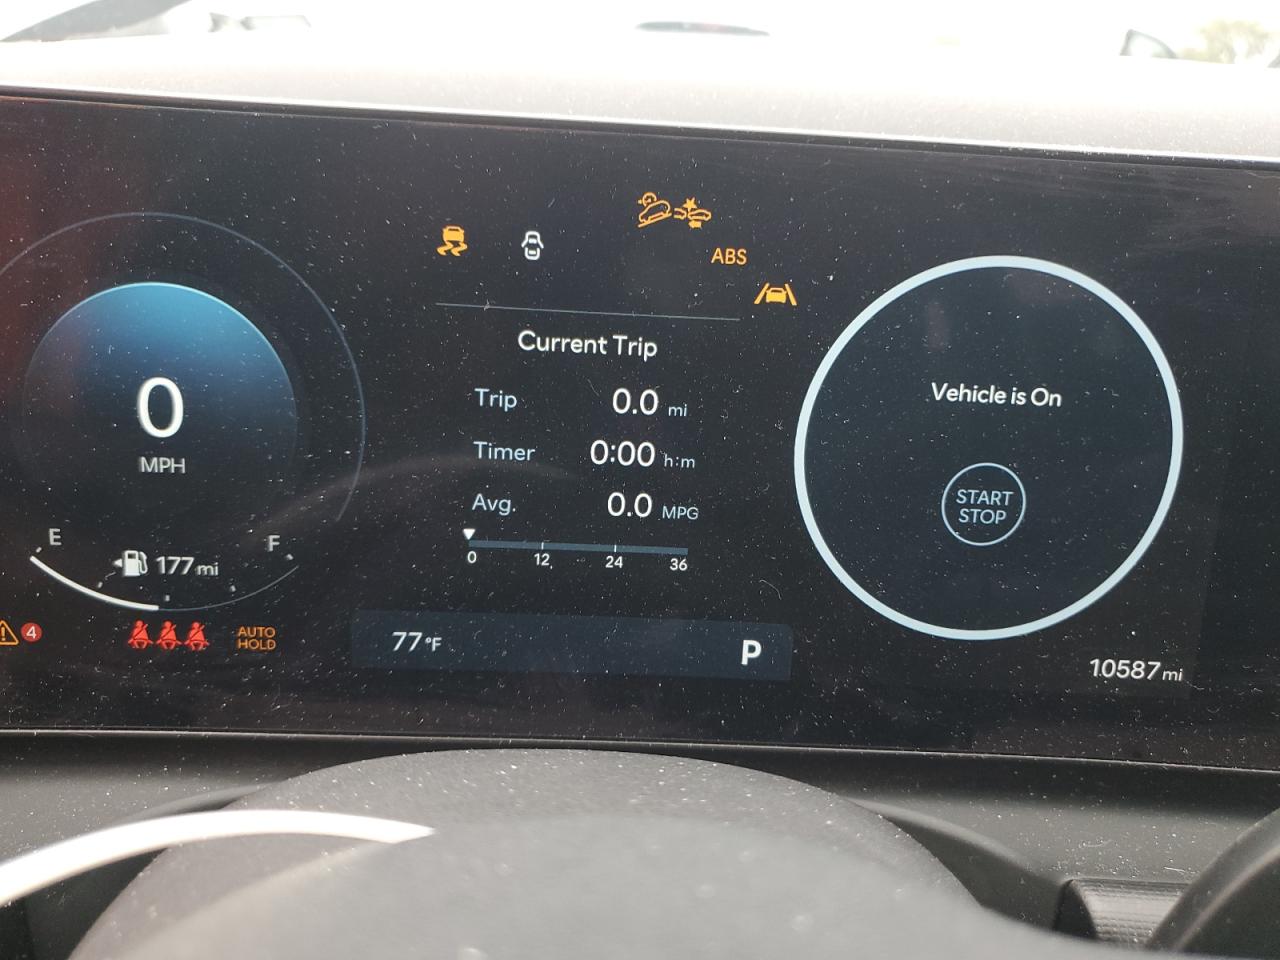 ABS
Current Trip
Trip 0.0 mi
Timer 0:00 h:m
Avg. 0.0 MPG
0 12 24 36
0
MPH
E F
177 mi
4
AUTO
HOLD
77°F P
Vehicle is On
START
STOP
10587 mi